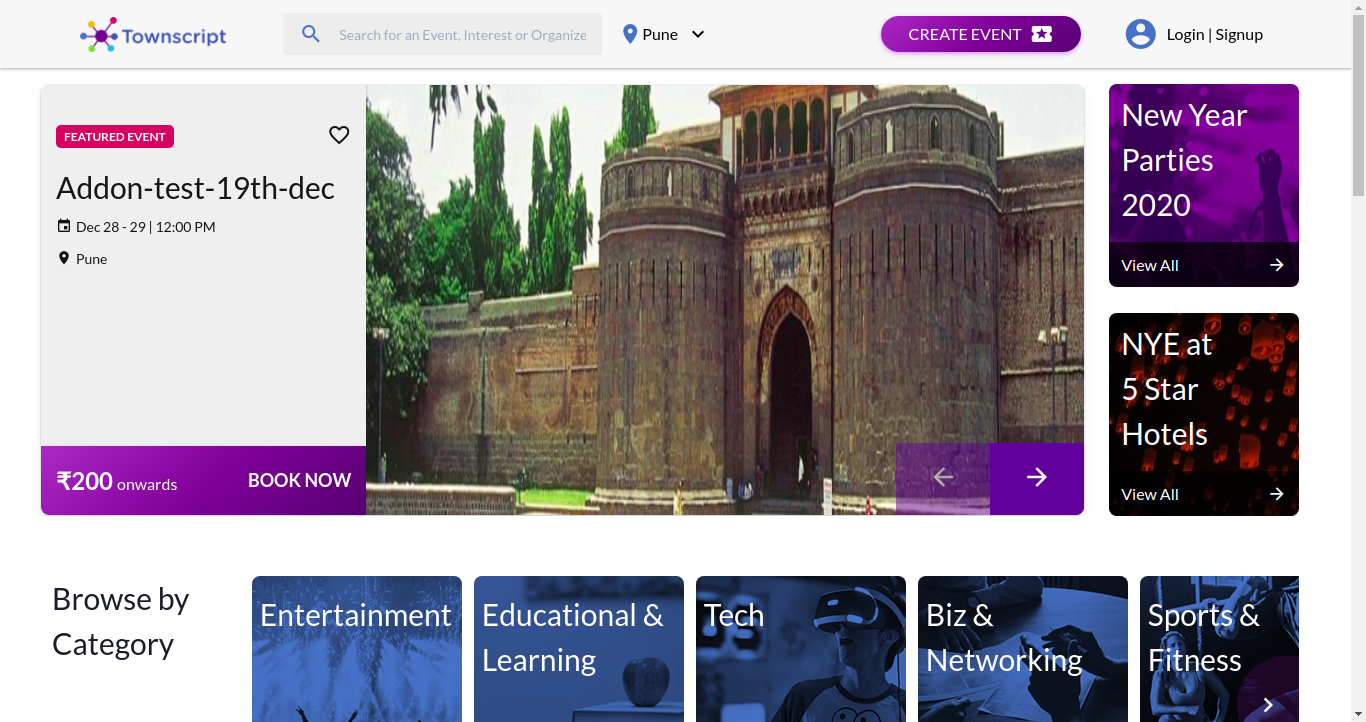 Townscript
Search for an Event, Interest or Organize
Pune
CREATE EVENT
Login | Signup
FEATURED EVENT
Addon-test-19th-dec
Dec 28 - 29 | 12:00 PM
Pune
₹200 onwards
BOOK NOW
New Year
Parties
2020
View All
NYE at
5 Star
Hotels
View All
Browse by
Category
Entertainment
Educational &
Learning
Tech
Biz &
Networking
Sports &
Fitness